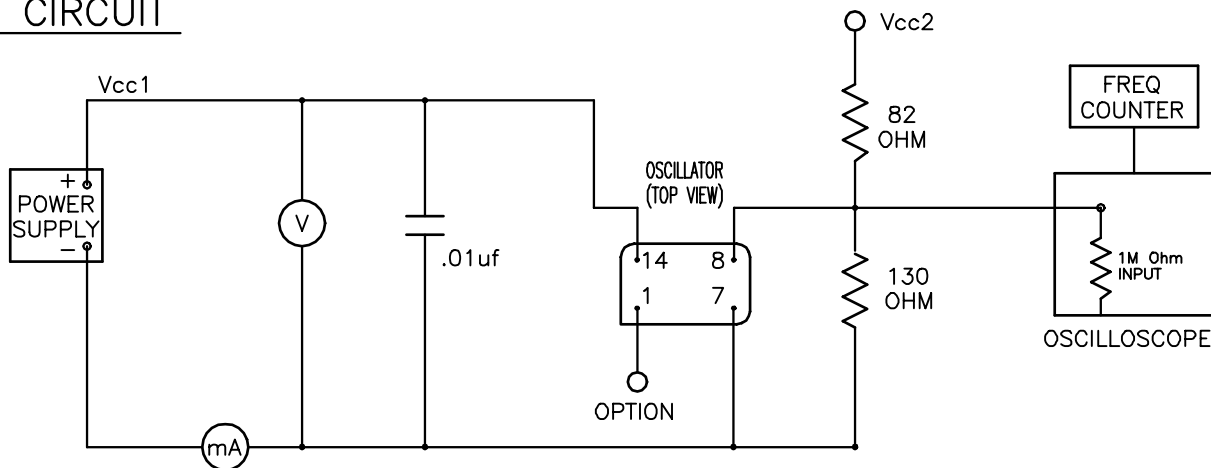 CIRCUIT
Vcc2
Vcc1
FREQ
COUNTER
82
OHM
OSCILLATOR
(TOP VIEW)
+
POWER
SUPPLY
−
V
.01uf
14 8
1 7
130
OHM
1M Ohm
INPUT
OSCILLOSCOPE
OPTION
mA